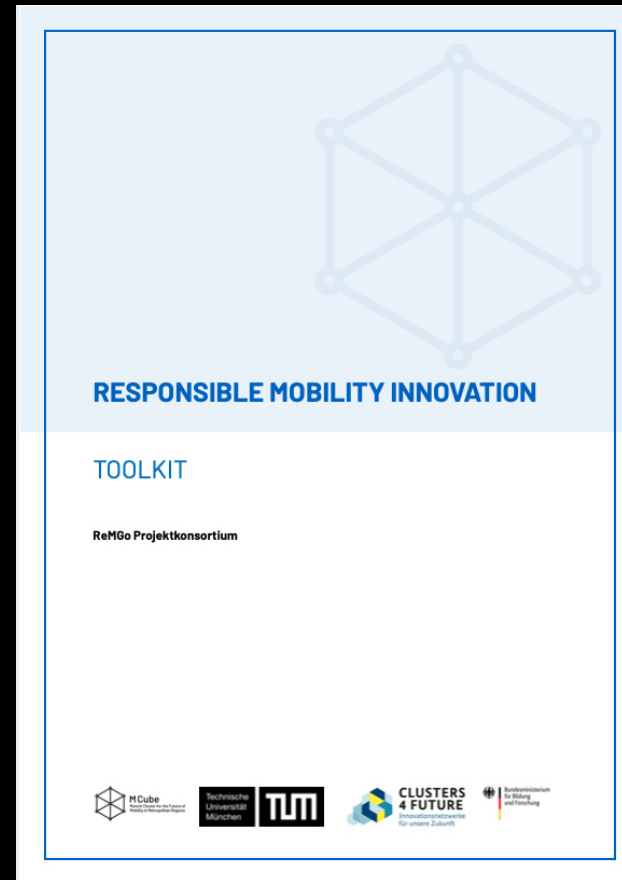 RESPONSIBLE MOBILITY INNOVATION
TOOLKIT
ReMGo Projektkonsortium
MCube
Munich Cluster for the Future of
Mobility in Metropolitan Regions
Technische
Universität
München
TUM
CLUSTERS
4 FUTURE
Innovationsnetzwerke
für unsere Zukunft
Bundesministerium
für Bildung
und Forschung